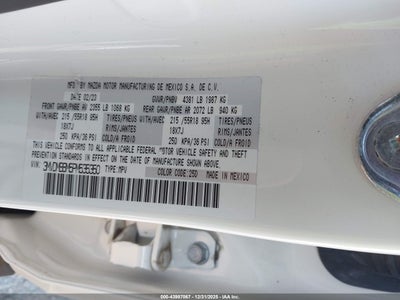 MFD BY MAZDA MOTOR MANUFACTURING DE MEXICO S.A. DE C.V.
DATE 02/23 GVWR/PNBV 4381 LB 1987 KG
FRONT GAWR/PNBE AV 2355 LB 1068 KG REAR GAWR/PNBE AR 2072 LB 940 KG
WITH/AVEC 215/55R18 95H TIRES/PNEUS WITH/AVEC 215/55R18 95H TIRES/PNEUS
18X7J RIMS/JANTES 18X7J RIMS/JANTES
250 KPA/36 PSI COLD/A FROID 250 KPA/36 PSI COLD/A FROID
THIS VEHICLE CONFORMS TO ALL APPLICABLE FEDERAL MOTOR VEHICLE SAFETY AND
BUMPER STANDARDS IN EFFECT ON THE DATE OF MANUFACTURE SHOWN ABOVE.
VIN: TYPE: MPV COLOR CODE: 25D MADE IN MEXICO
000-43997067 12/31/2025 - IAA Inc.